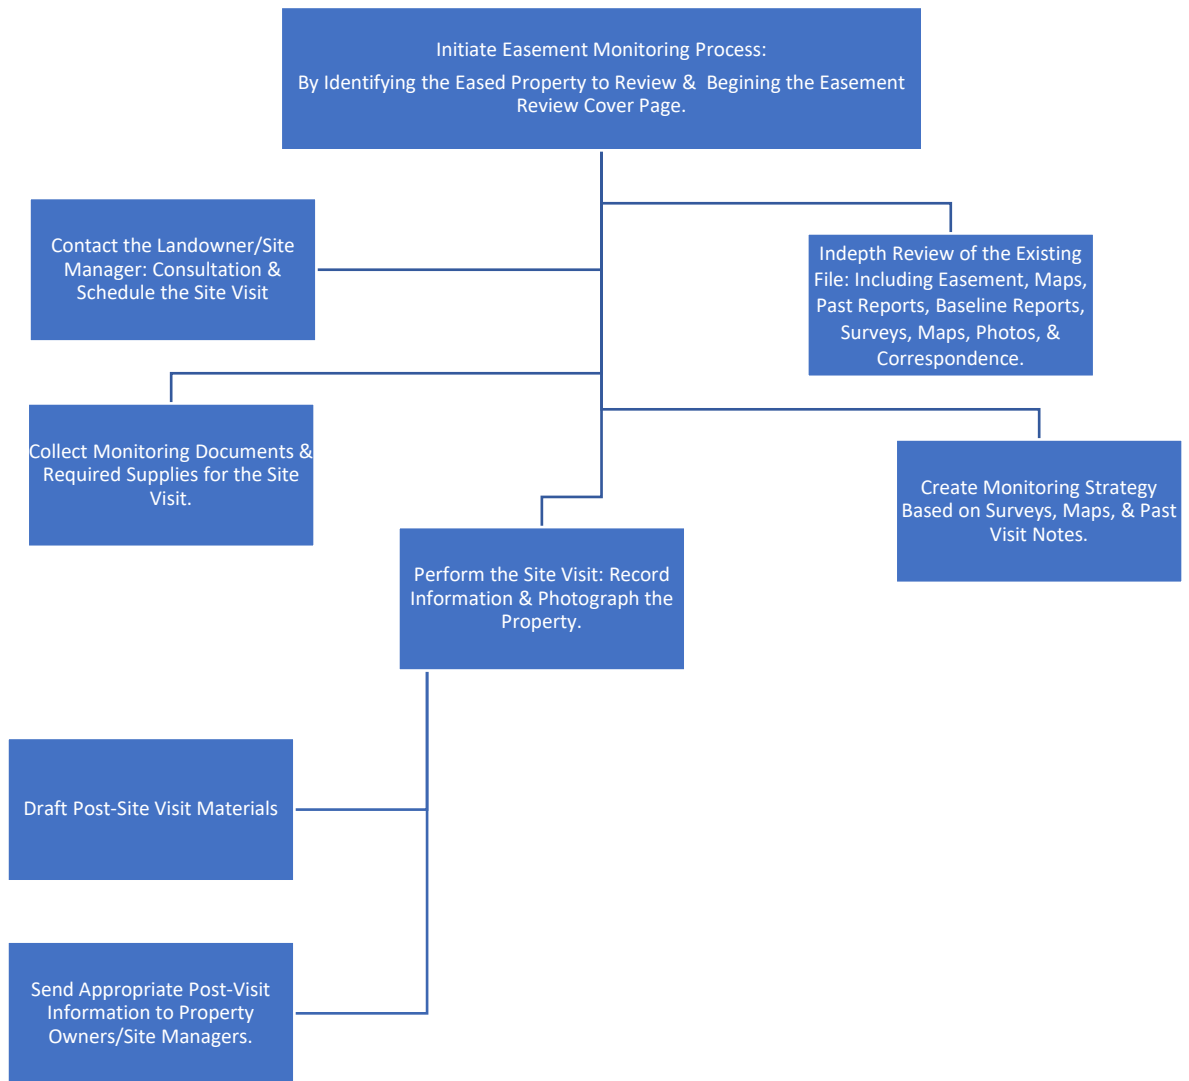 Initiate Easement Monitoring Process:
By Identifying the Eased Property to Review &  Begining the Easement
Review Cover Page.
Contact the Landowner/Site
Manager: Consultation &
Schedule the Site Visit
Indepth Review of the Existing
File: Including Easement, Maps,
Past Reports, Baseline Reports,
Surveys, Maps, Photos, &
Correspondence.
Collect Monitoring Documents &
Required Supplies for the Site
Visit.
Create Monitoring Strategy
Based on Surveys, Maps, & Past
Visit Notes.
Perform the Site Visit: Record
Information & Photograph the
Property.
Draft Post-Site Visit Materials
Send Appropriate Post-Visit
Information to Property
Owners/Site Managers.